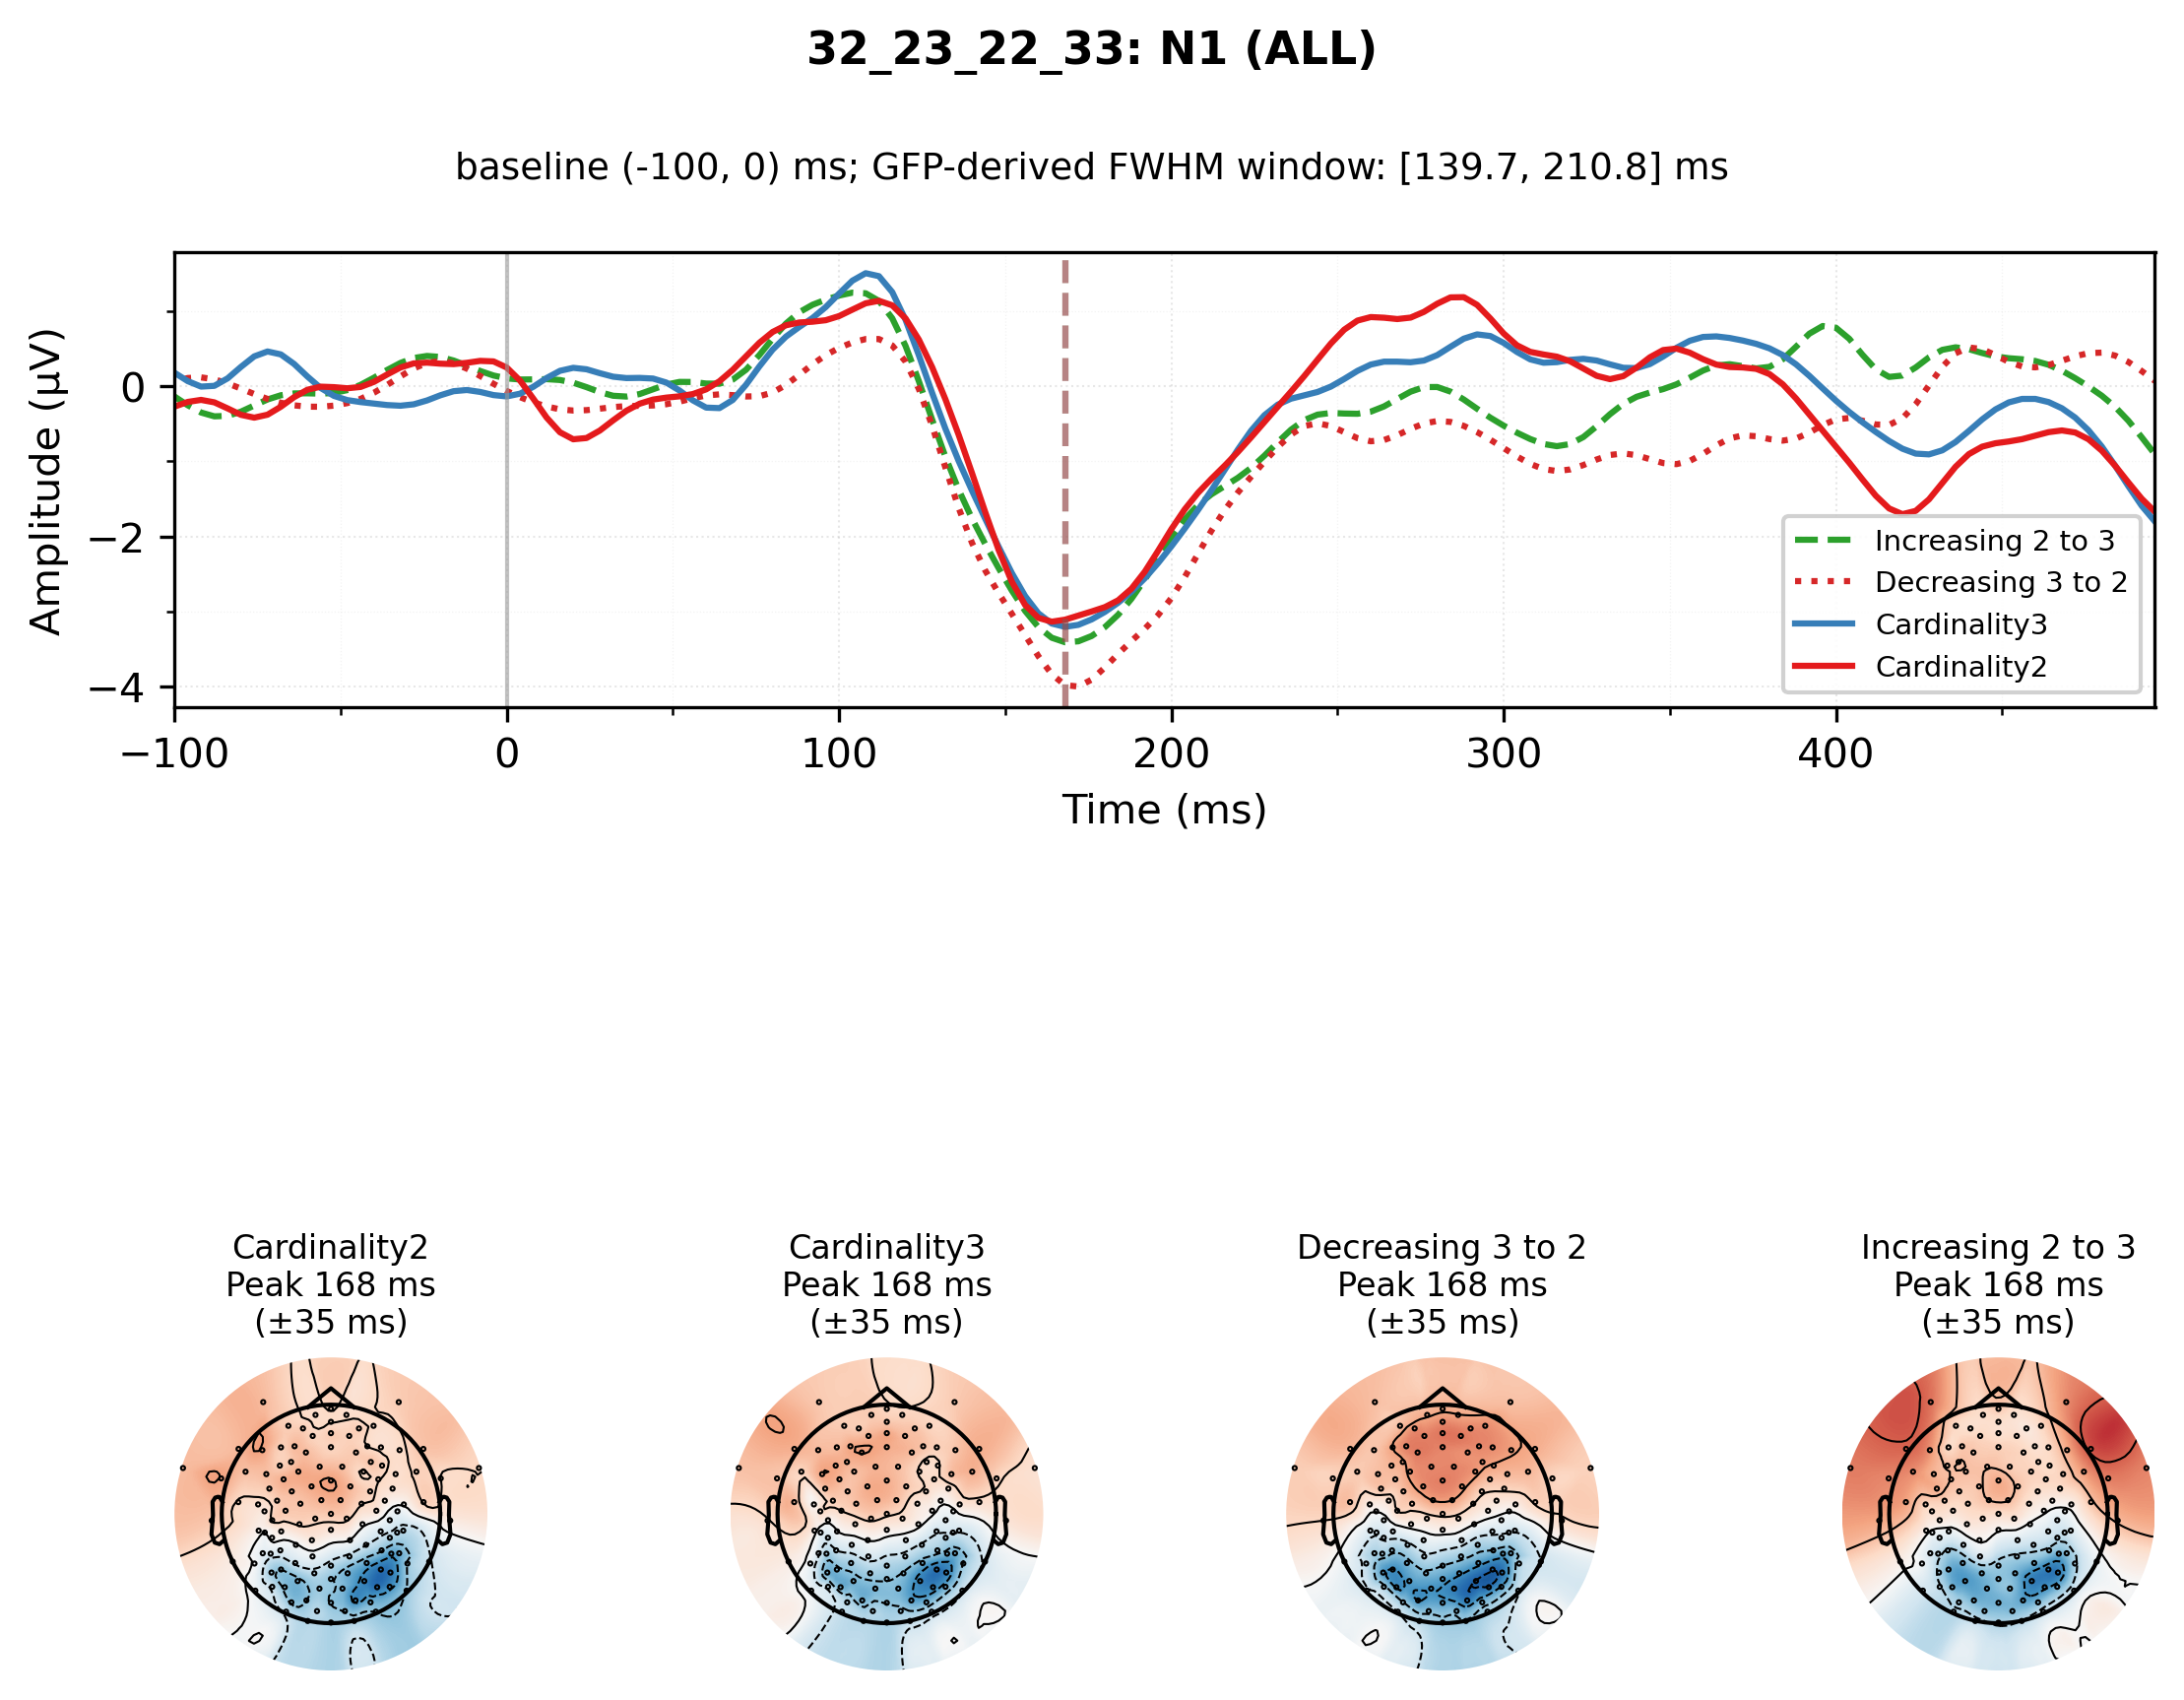 32_23_22_33: N1 (ALL)
baseline (-100, 0) ms; GFP-derived FWHM window: [139.7, 210.8] ms
Amplitude (µV)
0
−2
−4
−100
0
100
200
300
400
Time (ms)
Increasing 2 to 3
Decreasing 3 to 2
Cardinality3
Cardinality2
Cardinality2
Peak 168 ms
(±35 ms)
Cardinality3
Peak 168 ms
(±35 ms)
Decreasing 3 to 2
Peak 168 ms
(±35 ms)
Increasing 2 to 3
Peak 168 ms
(±35 ms)